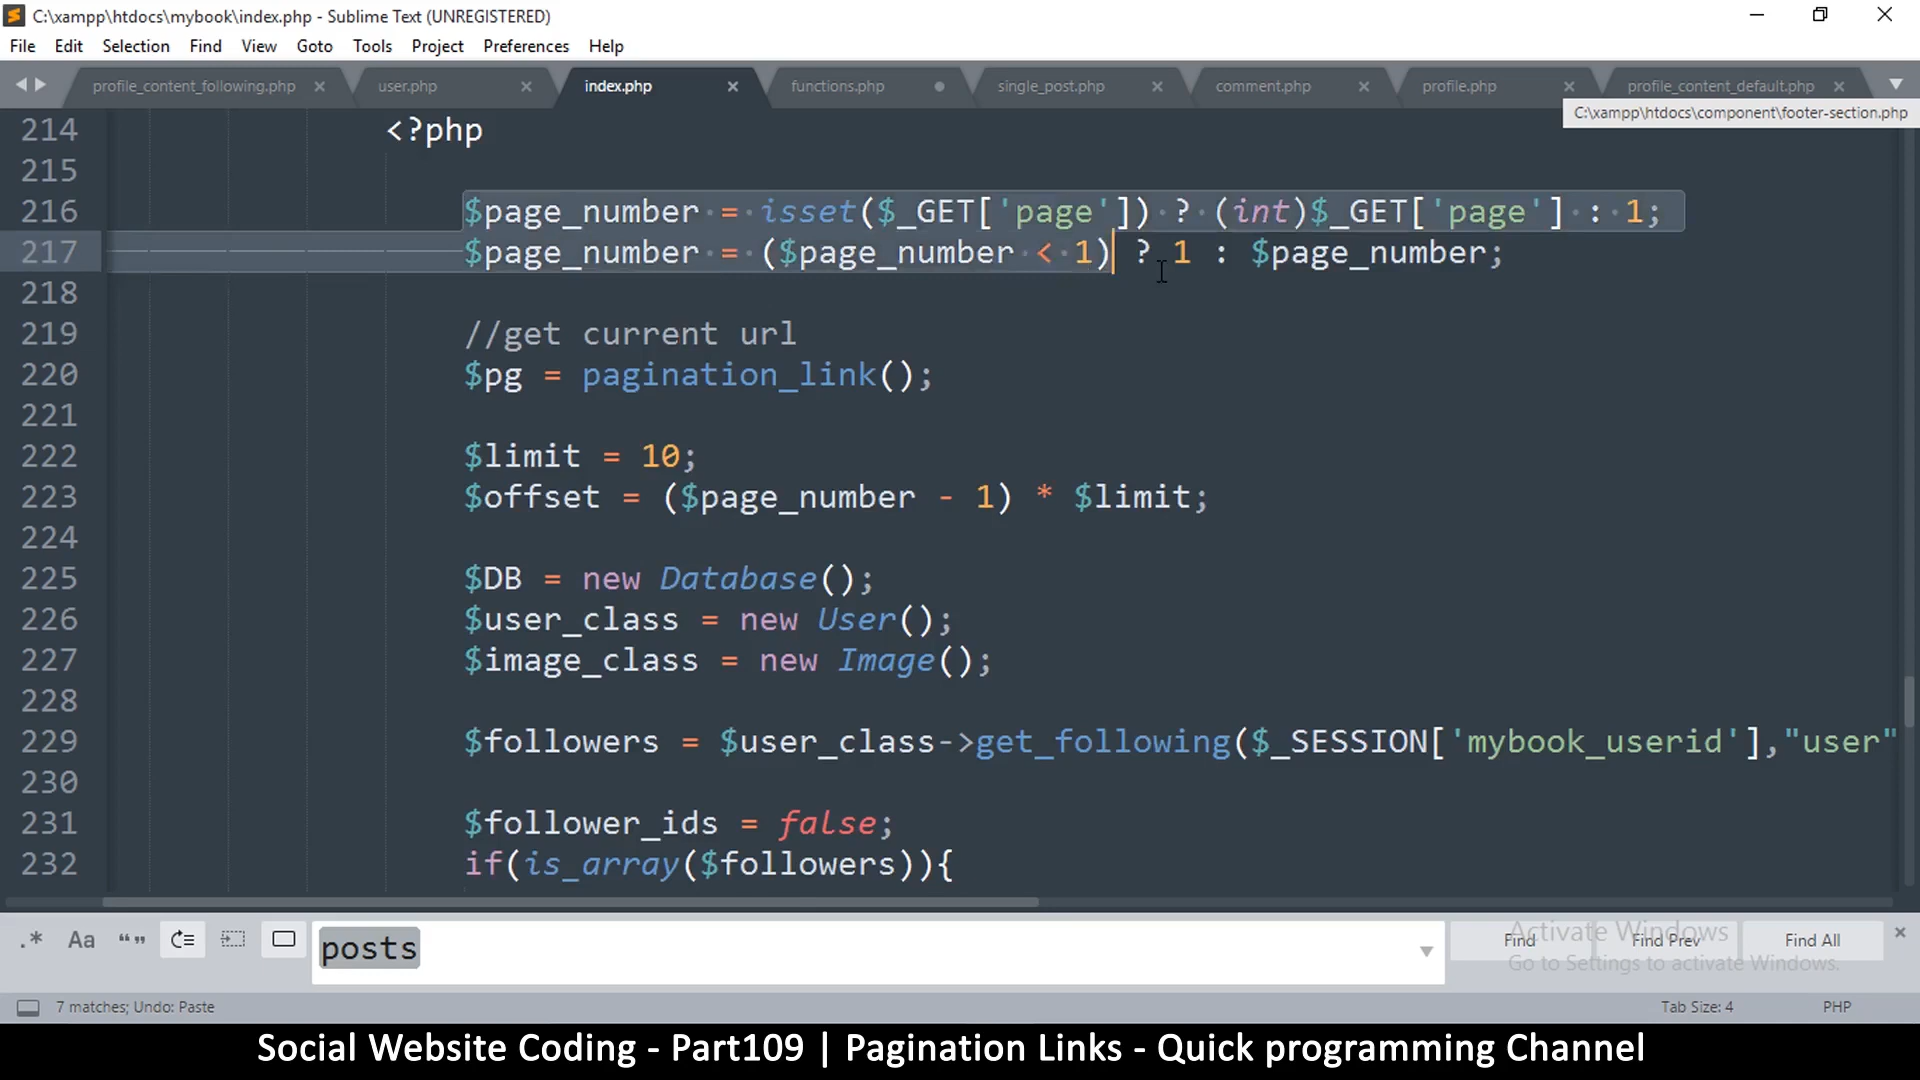 C:\xampp\htdocs\mybook\index.php - Sublime Text (UNREGISTERED)
File Edit Selection Find View Goto Tools Project Preferences Help
profile_content_following.php user.php index.php functions.php single_post.php comment.php profile.php profile_content_default.php
C:\xampp\htdocs\component\footer-section.php
214 <?php
215
216 $page_number = isset($_GET['page']) ? (int)$_GET['page'] : 1;
217 $page_number = ($page_number < 1) ? 1 : $page_number;
218
219 //get current url
220 $pg = pagination_link();
221
222 $limit = 10;
223 $offset = ($page_number - 1) * $limit;
224
225 $DB = new Database();
226 $user_class = new User();
227 $image_class = new Image();
228
229 $followers = $user_class->get_following($_SESSION['mybook_userid'],"user"
230
231 $follower_ids = false;
232 if(is_array($followers)){
.* Aa “” posts Find Find Prev Find All
Activate Windows
Go to Settings to activate Windows.
7 matches; Undo: Paste Tab Size: 4 PHP
Social Website Coding - Part109 | Pagination Links - Quick programming Channel